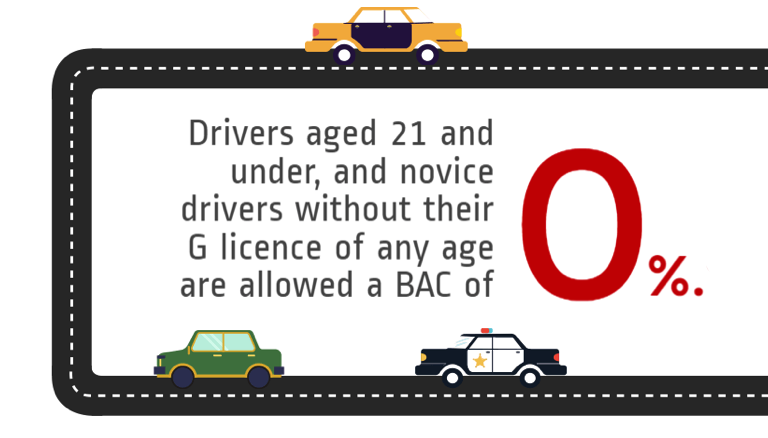 Drivers aged 21 and
under, and novice
drivers without their
G licence of any age
are allowed a BAC of
0%.